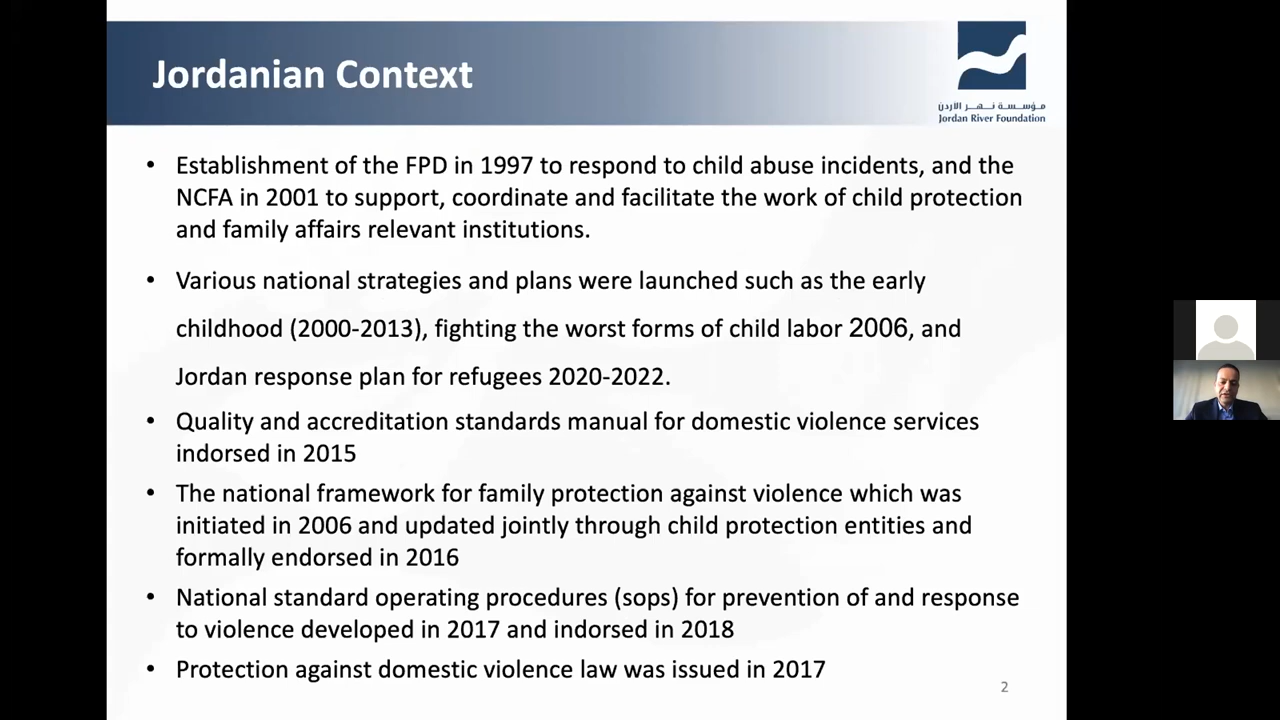 Jordanian Context
مؤسسة نهر الأردن
Jordan River Foundation
• Establishment of the FPD in 1997 to respond to child abuse incidents, and the
NCFA in 2001 to support, coordinate and facilitate the work of child protection
and family affairs relevant institutions.
• Various national strategies and plans were launched such as the early
childhood (2000-2013), fighting the worst forms of child labor 2006, and
Jordan response plan for refugees 2020-2022.
• Quality and accreditation standards manual for domestic violence services
indorsed in 2015
• The national framework for family protection against violence which was
initiated in 2006 and updated jointly through child protection entities and
formally endorsed in 2016
• National standard operating procedures (sops) for prevention of and response
to violence developed in 2017 and indorsed in 2018
• Protection against domestic violence law was issued in 2017
2